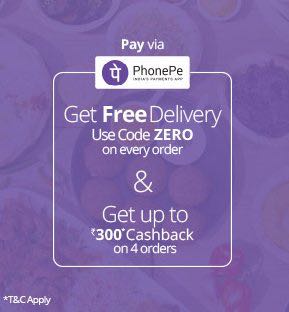 Pay via
पे PhonePe
INDIA'S PAYMENTS APP
Get Free Delivery
Use Code ZERO
on every order
&
Get up to
₹300* Cashback
on 4 orders
*T&C Apply